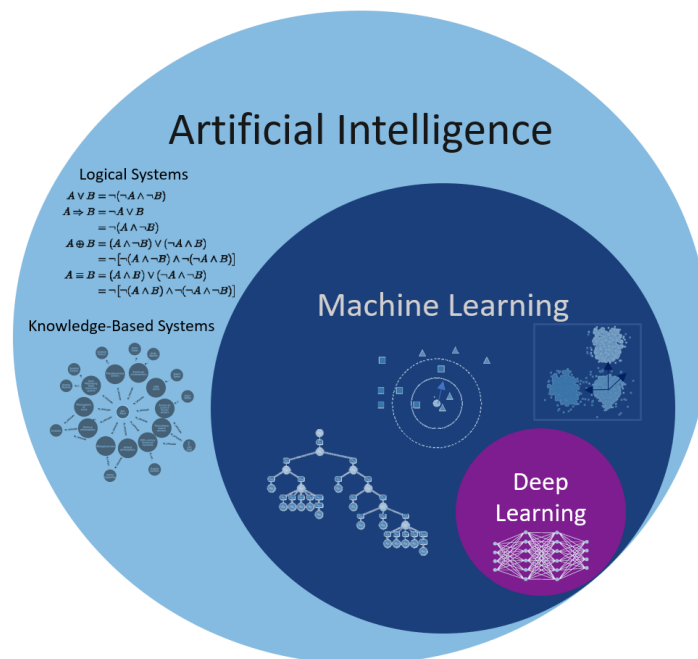 Artificial Intelligence
Logical Systems
A ∨ B = ¬(¬A ∧ ¬B)
A ⇒ B = ¬A ∨ B
= ¬(A ∧ ¬B)
A ⊕ B = (A ∧ ¬B) ∨ (¬A ∧ B)
= ¬[¬(A ∧ ¬B) ∧ ¬(¬A ∧ B)]
A ≡ B = (A ∧ B) ∨ (¬A ∧ ¬B)
= ¬[¬(A ∧ B) ∧ ¬(¬A ∧ ¬B)]
Knowledge-Based Systems
Machine Learning
Deep
Learning